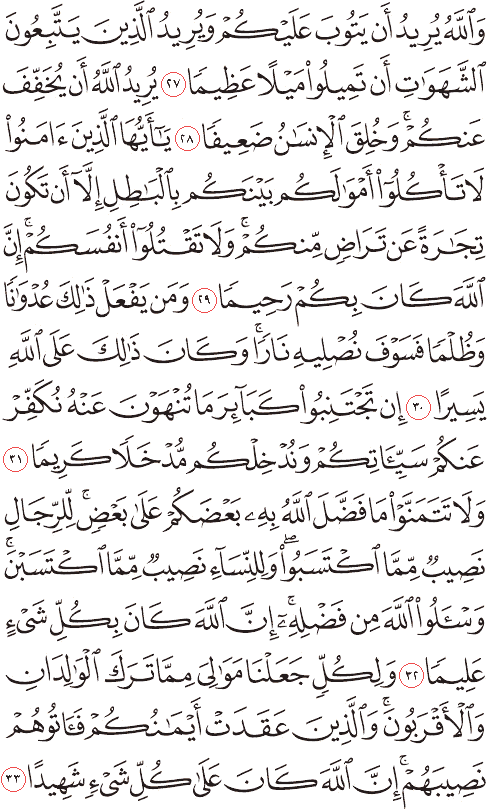 وَٱللَّهُ يُرِيدُ أَن يَتُوبَ عَلَيْكُمْ وَيُرِيدُ ٱلَّذِينَ يَتَّبِعُونَ
ٱلشَّهَوَٰتِ أَن تَمِيلُوا۟ مَيْلًا عَظِيمًا ٢٧ يُرِيدُ ٱللَّهُ أَن يُخَفِّفَ
عَنكُمْ ۚ وَخُلِقَ ٱلْإِنسَٰنُ ضَعِيفًا ٢٨ يَٰٓأَيُّهَا ٱلَّذِينَ ءَامَنُوا۟
لَا تَأْكُلُوٓا۟ أَمْوَٰلَكُم بَيْنَكُم بِٱلْبَٰطِلِ إِلَّآ أَن تَكُونَ
تِجَٰرَةً عَن تَرَاضٍ مِّنكُمْ ۚ وَلَا تَقْتُلُوٓا۟ أَنفُسَكُمْ ۚ إِنَّ
ٱللَّهَ كَانَ بِكُمْ رَحِيمًا ٢٩ وَمَن يَفْعَلْ ذَٰلِكَ عُدْوَٰنًا
وَظُلْمًا فَسَوْفَ نُصْلِيهِ نَارًا ۚ وَكَانَ ذَٰلِكَ عَلَى ٱللَّهِ
يَسِيرًا ٣٠ إِن تَجْتَنِبُوا۟ كَبَآئِرَ مَا تُنْهَوْنَ عَنْهُ نُكَفِّرْ
عَنكُمْ سَيِّـَٔاتِكُمْ وَنُدْخِلْكُم مُّدْخَلًا كَرِيمًا ٣١
وَلَا تَتَمَنَّوْا۟ مَا فَضَّلَ ٱللَّهُ بِهِۦ بَعْضَكُمْ عَلَىٰ بَعْضٍ ۚ لِّلرِّجَالِ
نَصِيبٌ مِّمَّا ٱكْتَسَبُوا۟ ۖ وَلِلنِّسَآءِ نَصِيبٌ مِّمَّا ٱكْتَسَبْنَ ۚ
وَسْـَٔلُوا۟ ٱللَّهَ مِن فَضْلِهِۦٓ ۗ إِنَّ ٱللَّهَ كَانَ بِكُلِّ شَىْءٍ
عَلِيمًا ٣٢ وَلِكُلٍّ جَعَلْنَا مَوَٰلِىَ مِمَّا تَرَكَ ٱلْوَٰلِدَانِ
وَٱلْأَقْرَبُونَ ۚ وَٱلَّذِينَ عَقَدَتْ أَيْمَٰنُكُمْ فَـَٔاتُوهُمْ
نَصِيبَهُمْ ۚ إِنَّ ٱللَّهَ كَانَ عَلَىٰ كُلِّ شَىْءٍ شَهِيدًا ٣٣